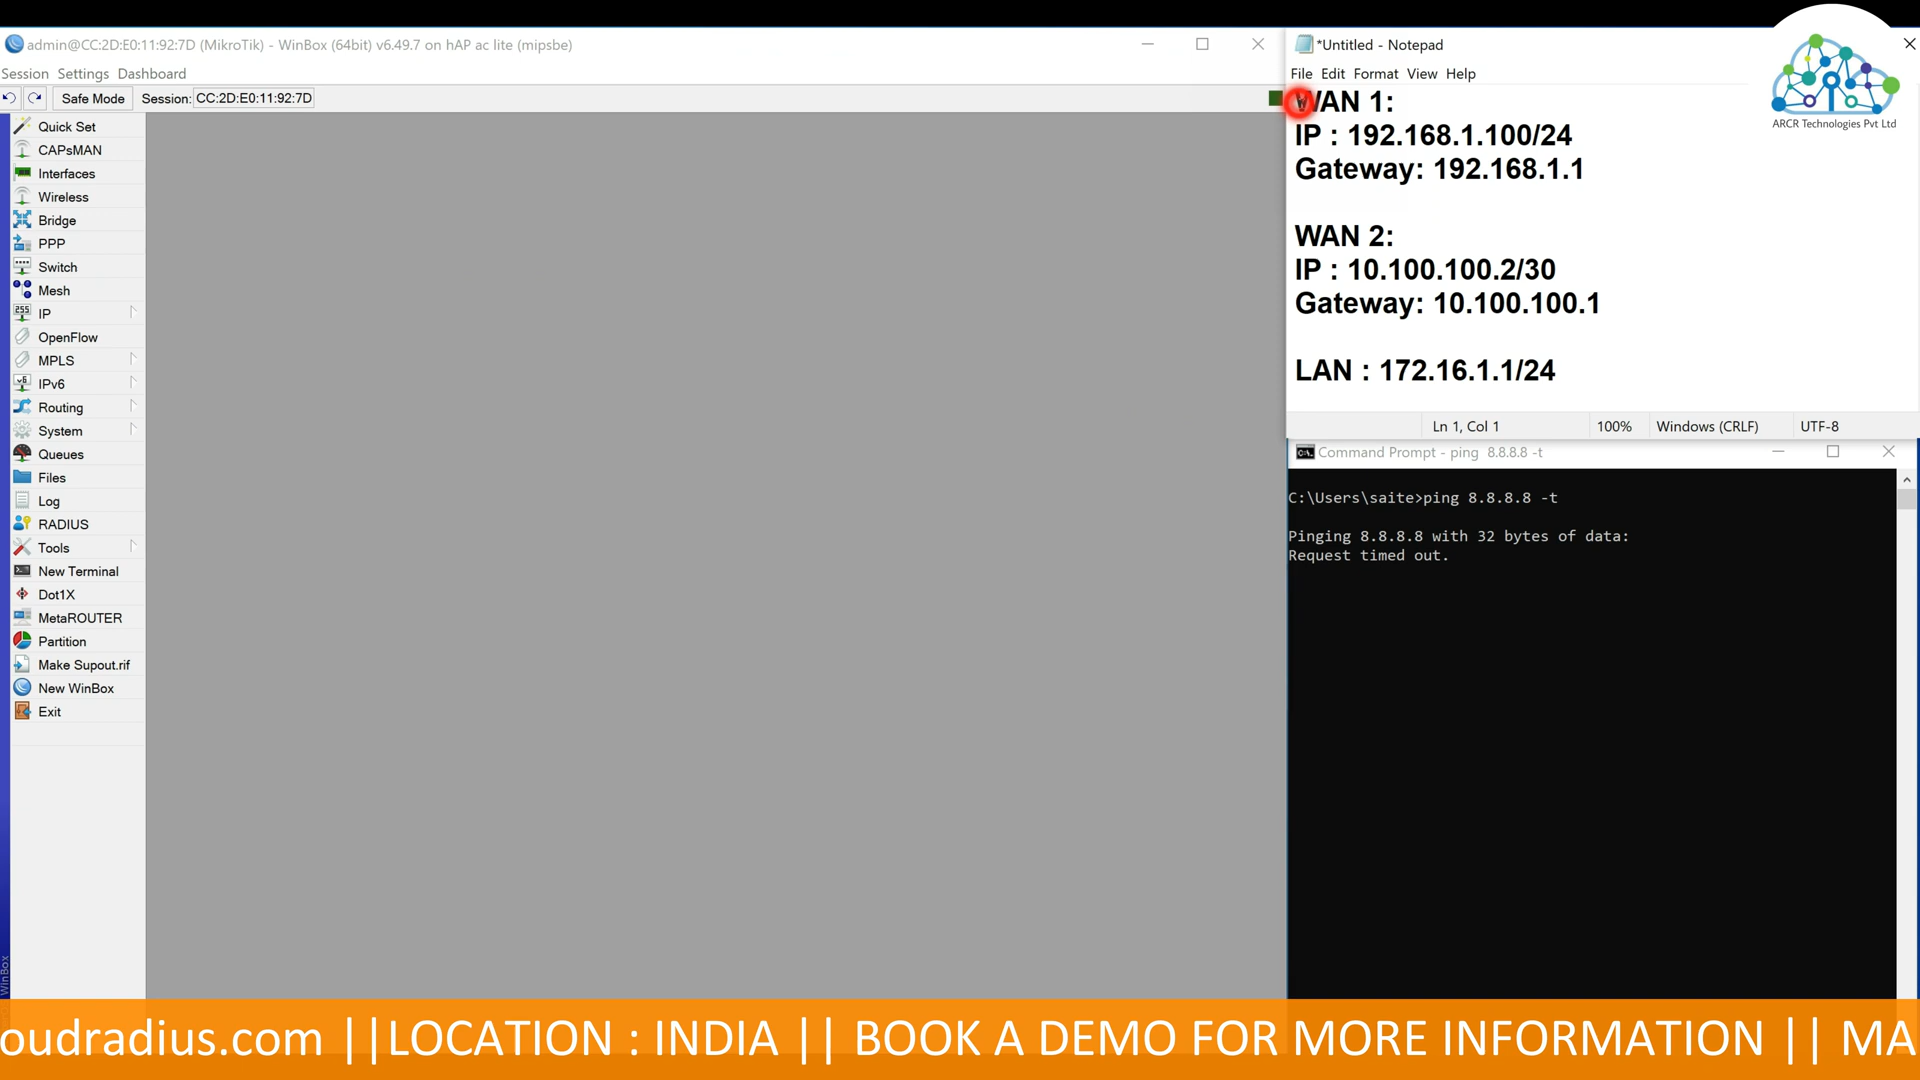 admin@CC:2D:E0:11:92:7D (MikroTik) - WinBox (64bit) v6.49.7 on hAP ac lite (mipsbe)
Session Settings Dashboard
Safe Mode Session: CC:2D:E0:11:92:7D
Quick Set
CAPsMAN
Interfaces
Wireless
Bridge
PPP
Switch
Mesh
IP
OpenFlow
MPLS
IPv6
Routing
System
Queues
Files
Log
RADIUS
Tools
New Terminal
Dot1X
MetaROUTER
Partition
Make Supout.rif
New WinBox
Exit
WinBox
*Untitled - Notepad
File Edit Format View Help
WAN 1:
IP : 192.168.1.100/24
Gateway: 192.168.1.1
WAN 2:
IP : 10.100.100.2/30
Gateway: 10.100.100.1
LAN : 172.16.1.1/24
Ln 1, Col 1 100% Windows (CRLF) UTF-8
ARCR Technologies Pvt Ltd
Command Prompt - ping 8.8.8.8 -t
C:\Users\saite>ping 8.8.8.8 -t
Pinging 8.8.8.8 with 32 bytes of data:
Request timed out.
oudradius.com ||LOCATION : INDIA || BOOK A DEMO FOR MORE INFORMATION || MA